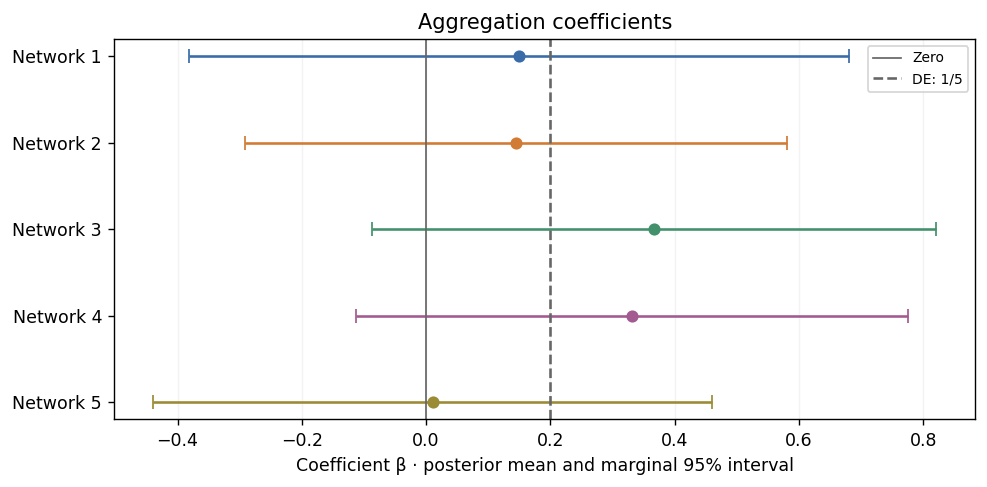 Aggregation coefficients
Network 1
Network 2
Network 3
Network 4
Network 5
Zero
DE: 1/5
−0.4
−0.2
0.0
0.2
0.4
0.6
0.8
Coefficient β · posterior mean and marginal 95% interval